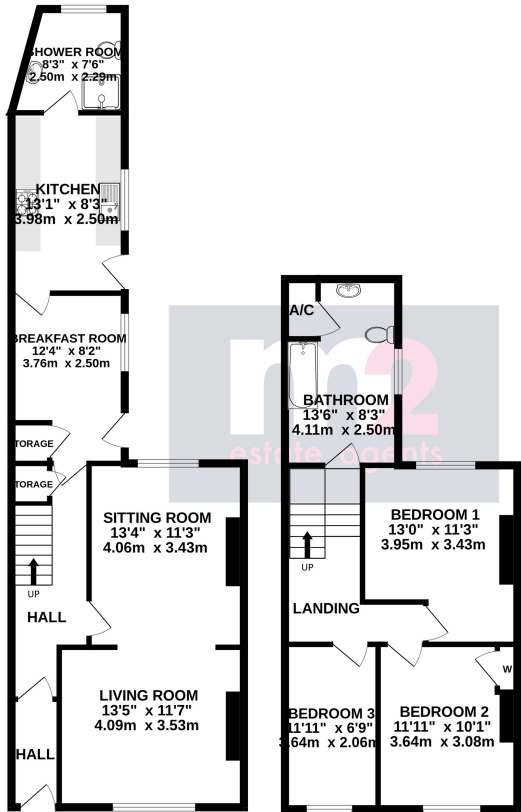 SHOWER ROOM
8'3" x 7'6"
2.50m x 2.29m
KITCHEN
13'1" x 8'3"
3.98m x 2.50m
BREAKFAST ROOM
12'4" x 8'2"
3.76m x 2.50m
STORAGE
STORAGE
UP
HALL
SITTING ROOM
13'4" x 11'3"
4.06m x 3.43m
LIVING ROOM
13'5" x 11'7"
4.09m x 3.53m
HALL
A/C
BATHROOM
13'6" x 8'3"
4.11m x 2.50m
m2
estate agents
UP
LANDING
BEDROOM 1
13'0" x 11'3"
3.95m x 3.43m
BEDROOM 3
11'11" x 6'9"
3.64m x 2.06m
BEDROOM 2
11'11" x 10'1"
3.64m x 3.08m
W